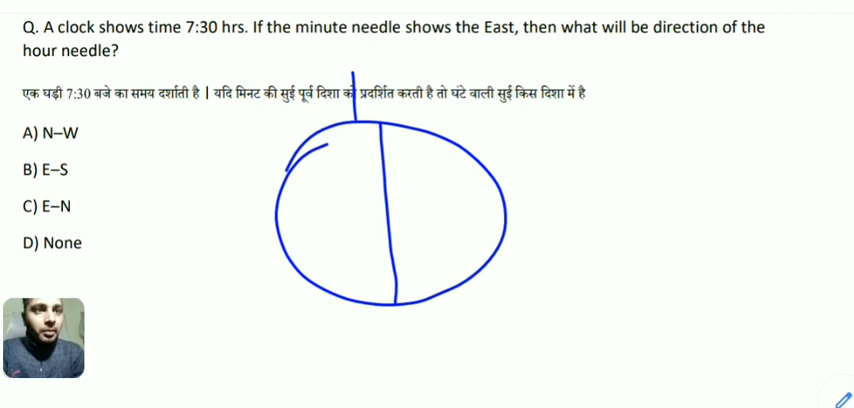 Q. A clock shows time 7:30 hrs. If the minute needle shows the East, then what will be direction of the
hour needle?
एक घड़ी 7:30 बजे का समय दर्शाती है | यदि मिनट की सुई पूर्व दिशा को प्रदर्शित करती है तो घंटे वाली सुई किस दिशा में है
A) N–W
B) E–S
C) E–N
D) None